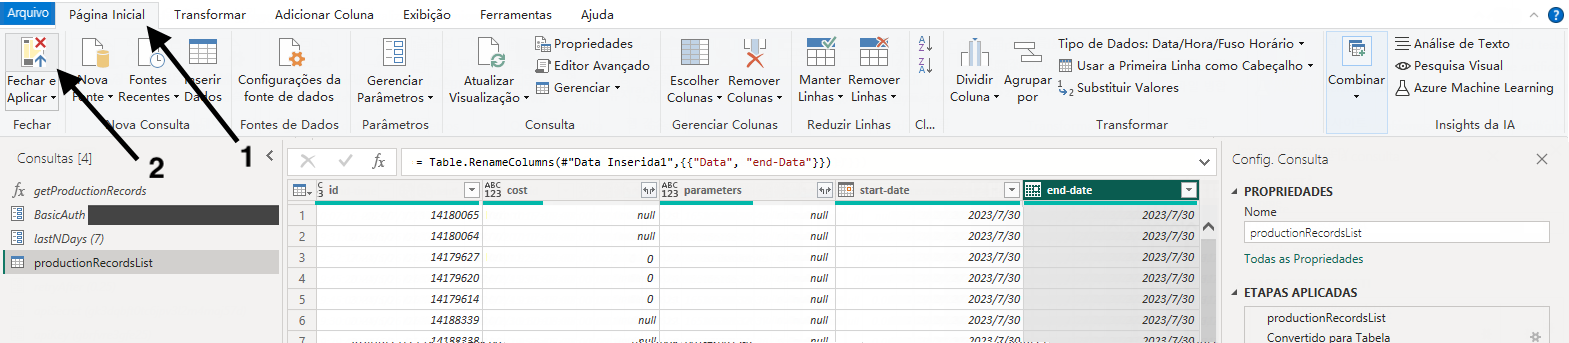 Arquivo
Página Inicial
Transformar
Adicionar Coluna
Exibição
Ferramentas
Ajuda
Fechar e
Aplicar
Nova
Fonte
Fontes
Recentes
Inserir
Dados
Configurações da
fonte de dados
Gerenciar
Parâmetros
Atualizar
Visualização
Propriedades
Editor Avançado
Gerenciar
Escolher
Colunas
Remover
Colunas
Manter
Linhas
Remover
Linhas
A
Z
Z
A
Dividir
Coluna
Agrupar
por
Tipo de Dados: Data/Hora/Fuso Horário
Usar a Primeira Linha como Cabeçalho
1
2 Substituir Valores
Combinar
Análise de Texto
Pesquisa Visual
Azure Machine Learning
Fechar
Nova Consulta
Fontes de Dados
Parâmetros
Consulta
Gerenciar Colunas
Reduzir Linhas
Cl...
Transformar
Insights da IA
1
2
Consultas [4]
fx getProductionRecords
BasicAuth
lastNDays (7)
productionRecordsList
fx = Table.RenameColumns(#"Data Inserida1",{{"Data", "end-Data"}})
id ABC 123 cost ABC 123 parameters start-date end-date
1 14180065 null null 2023/7/30 2023/7/30
2 14180064 null null 2023/7/30 2023/7/30
3 14179627 0 null 2023/7/30 2023/7/30
4 14179620 0 null 2023/7/30 2023/7/30
5 14179614 0 null 2023/7/30 2023/7/30
6 14188339 null null 2023/7/30 2023/7/30
Config. Consulta
PROPRIEDADES
Nome
productionRecordsList
Todas as Propriedades
ETAPAS APLICADAS
productionRecordsList
Convertido para Tabela